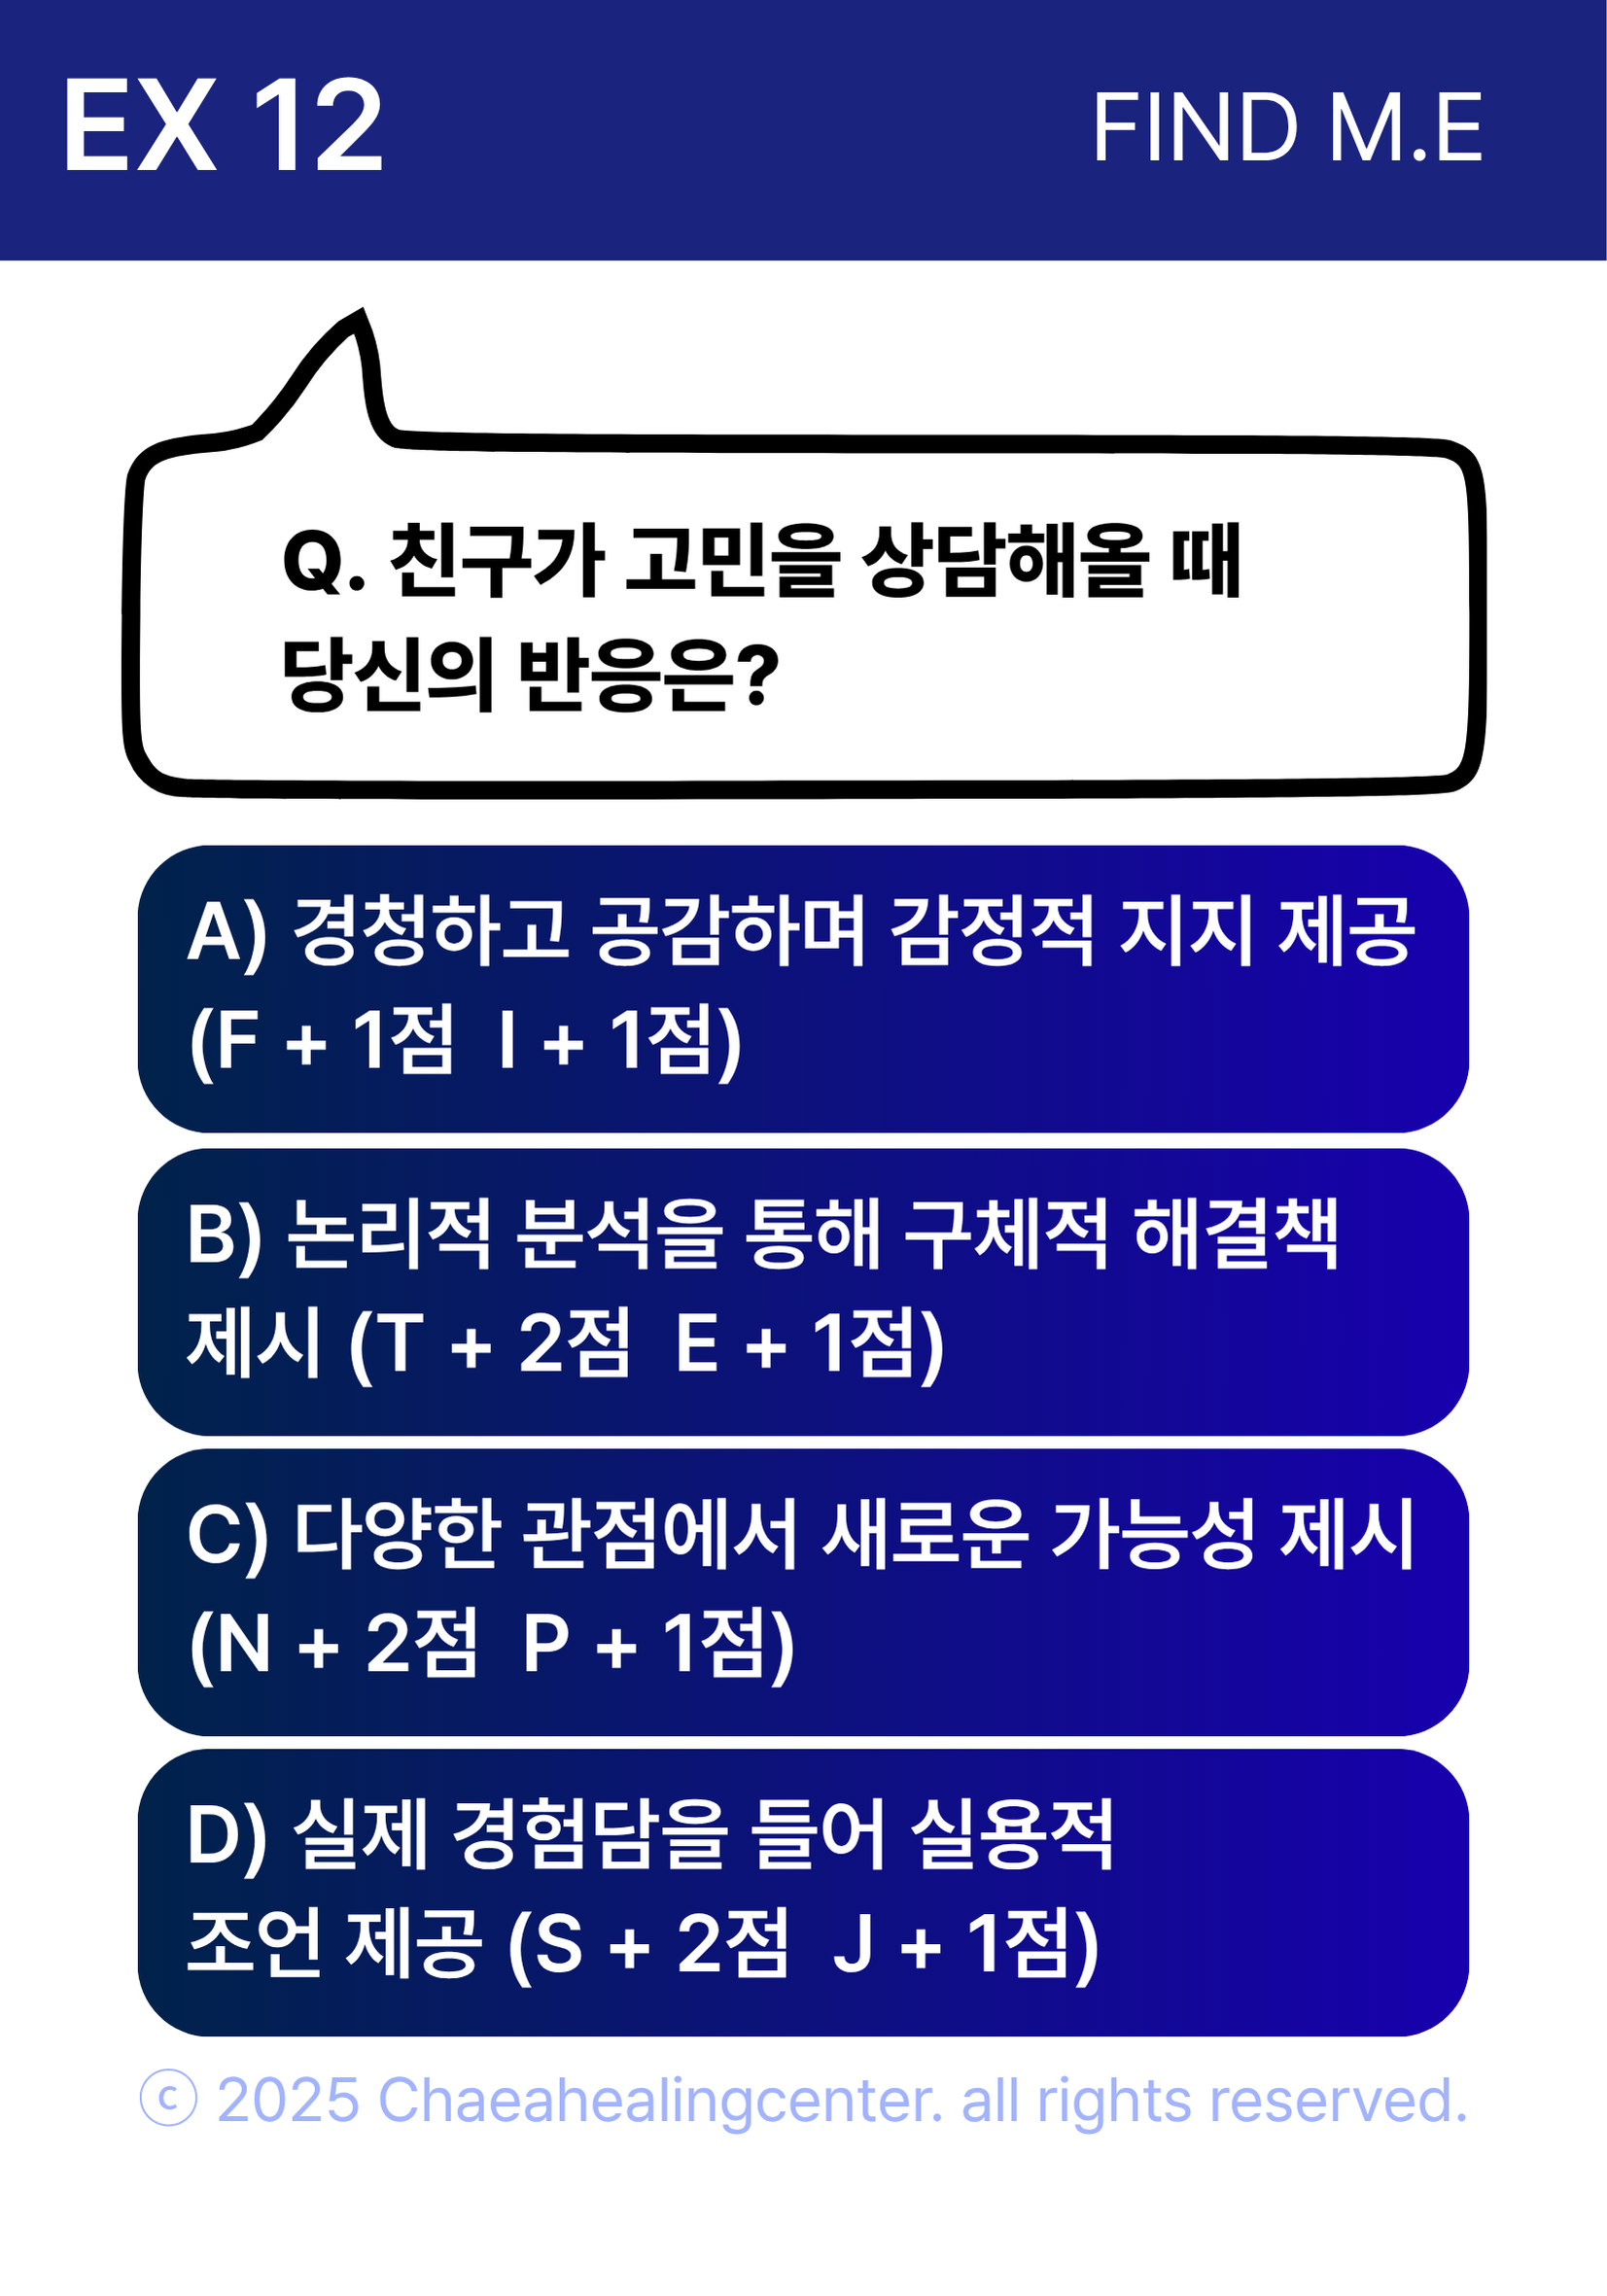 EX 12
FIND M.E
Q. 친구가 고민을 상담해올 때
당신의 반응은?
A) 경청하고 공감하며 감정적 지지 제공
(F + 1점 I + 1점)
B) 논리적 분석을 통해 구체적 해결책
제시 (T + 2점 E + 1점)
C) 다양한 관점에서 새로운 가능성 제시
(N + 2점 P + 1점)
D) 실제 경험담을 들어 실용적
조언 제공 (S + 2점 J + 1점)
ⓒ 2025 Chaeahealingcenter. all rights reserved.